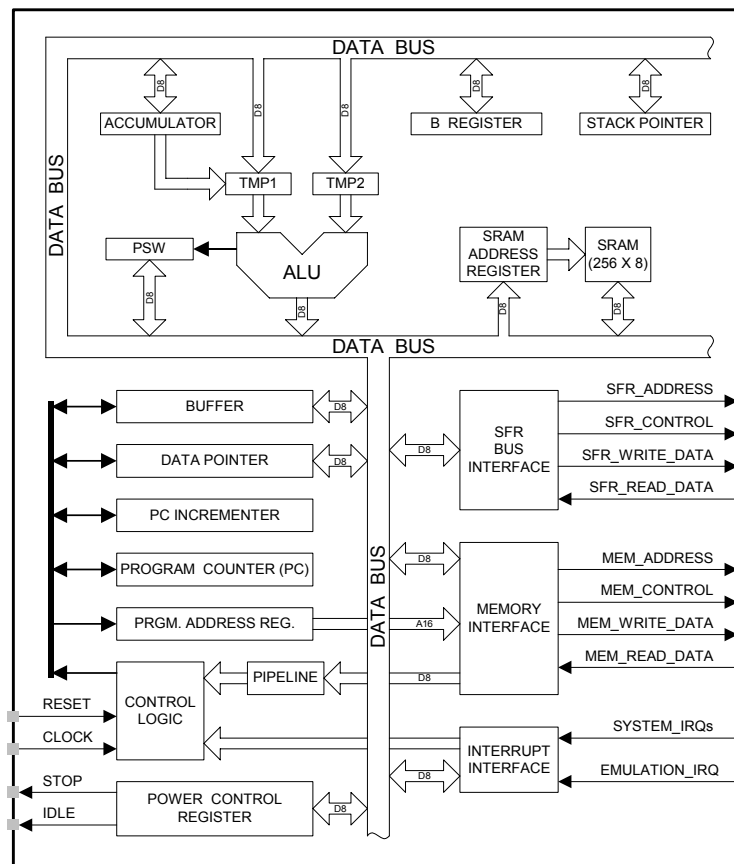 DATA BUS
D8
D8
D8
D8
D8
ACCUMULATOR
B REGISTER
STACK POINTER
DATA BUS
TMP1
TMP2
PSW
ALU
SRAM
ADDRESS
REGISTER
SRAM
(256 X 8)
D8
D8
D8
D8
DATA BUS
BUFFER
D8
DATA POINTER
D8
PC INCREMENTER
PROGRAM COUNTER (PC)
PRGM. ADDRESS REG.
A16
DATA BUS
D8
SFR
BUS
INTERFACE
SFR_ADDRESS
SFR_CONTROL
SFR_WRITE_DATA
SFR_READ_DATA
D8
MEMORY
INTERFACE
MEM_ADDRESS
MEM_CONTROL
MEM_WRITE_DATA
MEM_READ_DATA
RESET
CLOCK
CONTROL
LOGIC
PIPELINE
D8
INTERRUPT
INTERFACE
SYSTEM_IRQs
EMULATION_IRQ
D8
STOP
IDLE
POWER CONTROL
REGISTER
D8